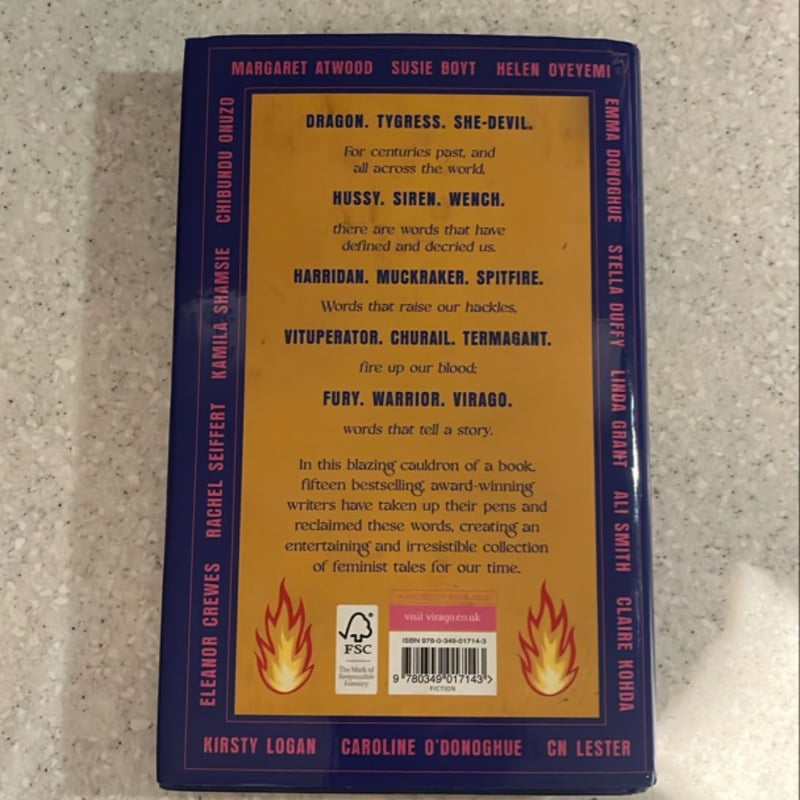 MARGARET ATWOOD SUSIE BOYT HELEN OYEYEMI
EMMA DONOGHUE STELLA DUFFY LINDA GRANT ALI SMITH CLAIRE KOHDA
KIRSTY LOGAN CAROLINE O'DONOGHUE CN LESTER
ELEANOR CREWES RACHEL SEIFFERT KAMILA SHAMSIE CHIBUNDU ONUZO
DRAGON. TYGRESS. SHE-DEVIL.
For centuries past, and
all across the world,
HUSSY. SIREN. WENCH.
there are words that have
defined and decried us.
HARRIDAN. MUCKRAKER. SPITFIRE.
Words that raise our hackles,
VITUPERATOR. CHURAIL. TERMAGANT.
fire up our blood;
FURY. WARRIOR. VIRAGO.
words that tell a story.
In this blazing cauldron of a book,
fifteen bestselling, award-winning
writers have taken up their pens and
reclaimed these words, creating an
entertaining and irresistible collection
of feminist tales for our time.
FSC
The Mark of
Responsible
Forestry
visit virago.co.uk
ISBN 978-0-349-01714-3
9 780349 017143 >
FICTION